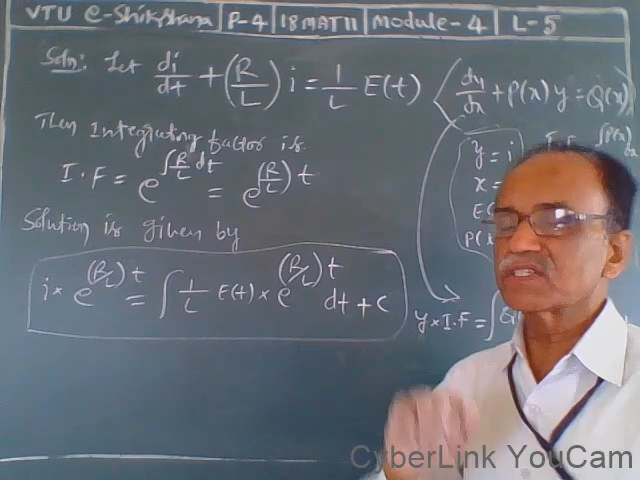 VTU e-Shikshana | P-4 | 18MAT11 | Module-4 | L-5
Soln: Let di/dt + (R/L) i = 1/L E(t) (dy/dx + P(x) y = Q(x))
Then Integrating factor is
I.F = e^∫R/L dt = e^(R/L) t
∫P(x)
y = i
x =
Solution is given by
i × e^(R/L) t = ∫ 1/L E(t) × e^(R/L) t dt + c
y × I.F = ∫
CyberLink YouCam